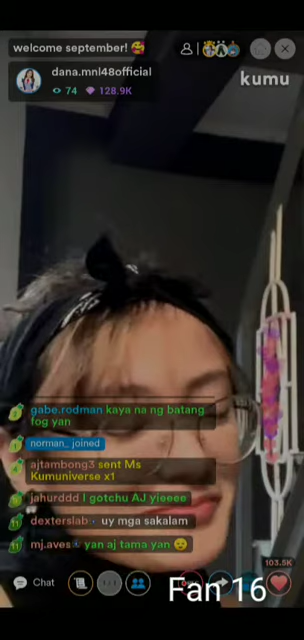 welcome september! 🥰
dana.mnl48official
74 128.9K
kumu
gabe.rodman kaya na ng batang
fog yan
norman_ joined
ajtambong3 sent Ms
Kumuniverse x1
jahurddd I gotchu AJ yieeee
dexterslab uy mga sakalam
mj.aves yan aj tama yan 😔
103.5K
Chat
Fan 16